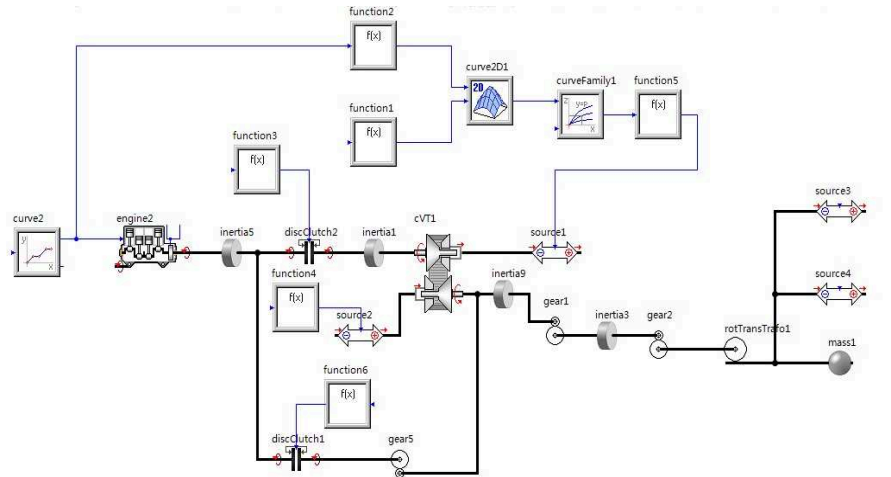 function2
f(x)
curve2D1
2D
curveFamily1
z
y=p
x
function5
f(x)
function1
f(x)
function3
f(x)
source3
curve2
y
x
engine2
inertia5
discClutch2
inertia1
cVT1
source1
function4
f(x)
source2
inertia9
source4
gear1
inertia3
gear2
rotTransTrafo1
mass1
function6
f(x)
discClutch1
gear5